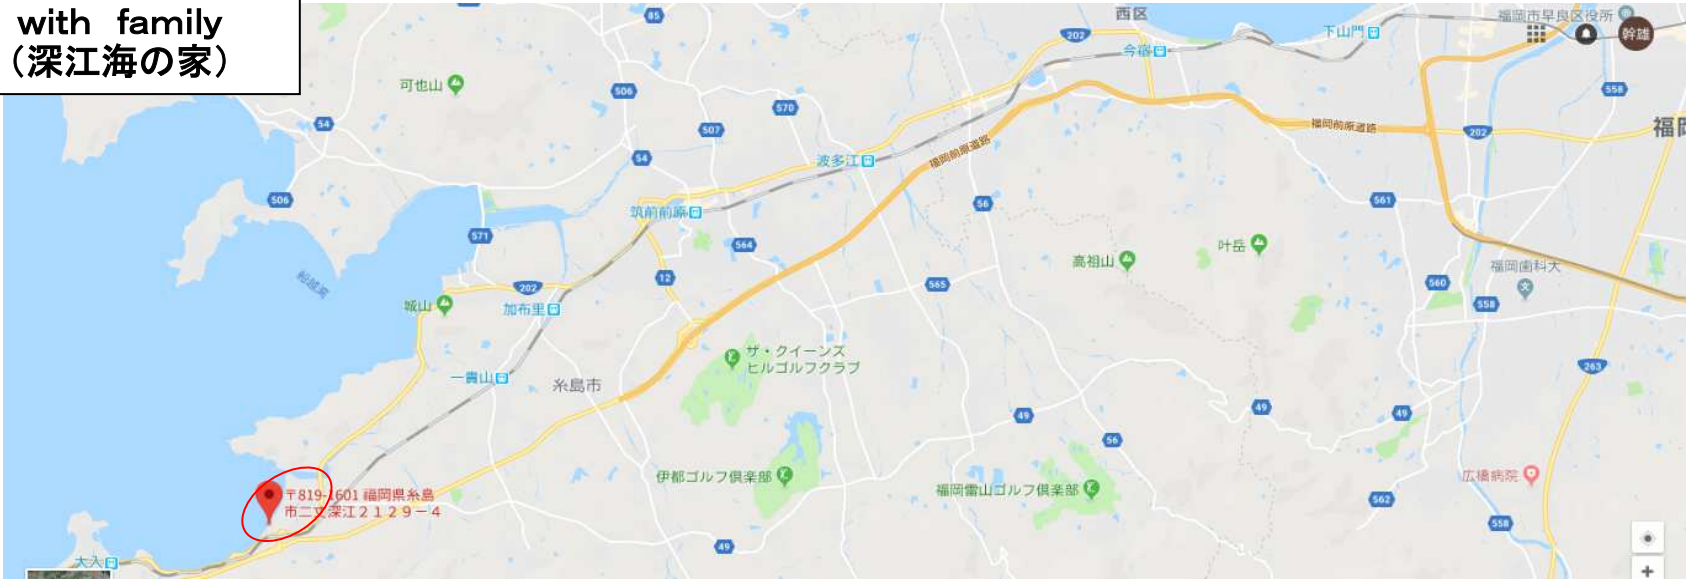 with family
（深江海の家）
85
西区
202
今宿
下山門
福岡市早良区役所
幹雄
可也山
506
570
558
54
507
福岡前原道路
202
福岡
54
波多江
福岡前原道路
506
筑前前原
56
561
571
564
叶岳
高祖山
福岡歯科大
船越湾
12
565
560
202
558
城山
加布里
ザ・クイーンズ
ヒルゴルフクラブ
263
一貴山
糸島市
49
49
49
56
伊都ゴルフ倶楽部
福岡雷山ゴルフ倶楽部
広橋病院
〒819-1601 福岡県糸島
市二丈深江２１２９－４
562
558
49
大入